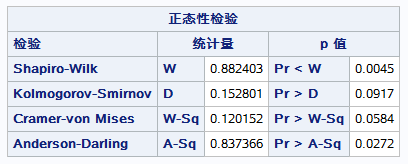 正态性检验
检验 统计量 p 值
Shapiro-Wilk W 0.882403 Pr < W 0.0045
Kolmogorov-Smirnov D 0.152801 Pr > D 0.0917
Cramer-von Mises W-Sq 0.120152 Pr > W-Sq 0.0584
Anderson-Darling A-Sq 0.837366 Pr > A-Sq 0.0272